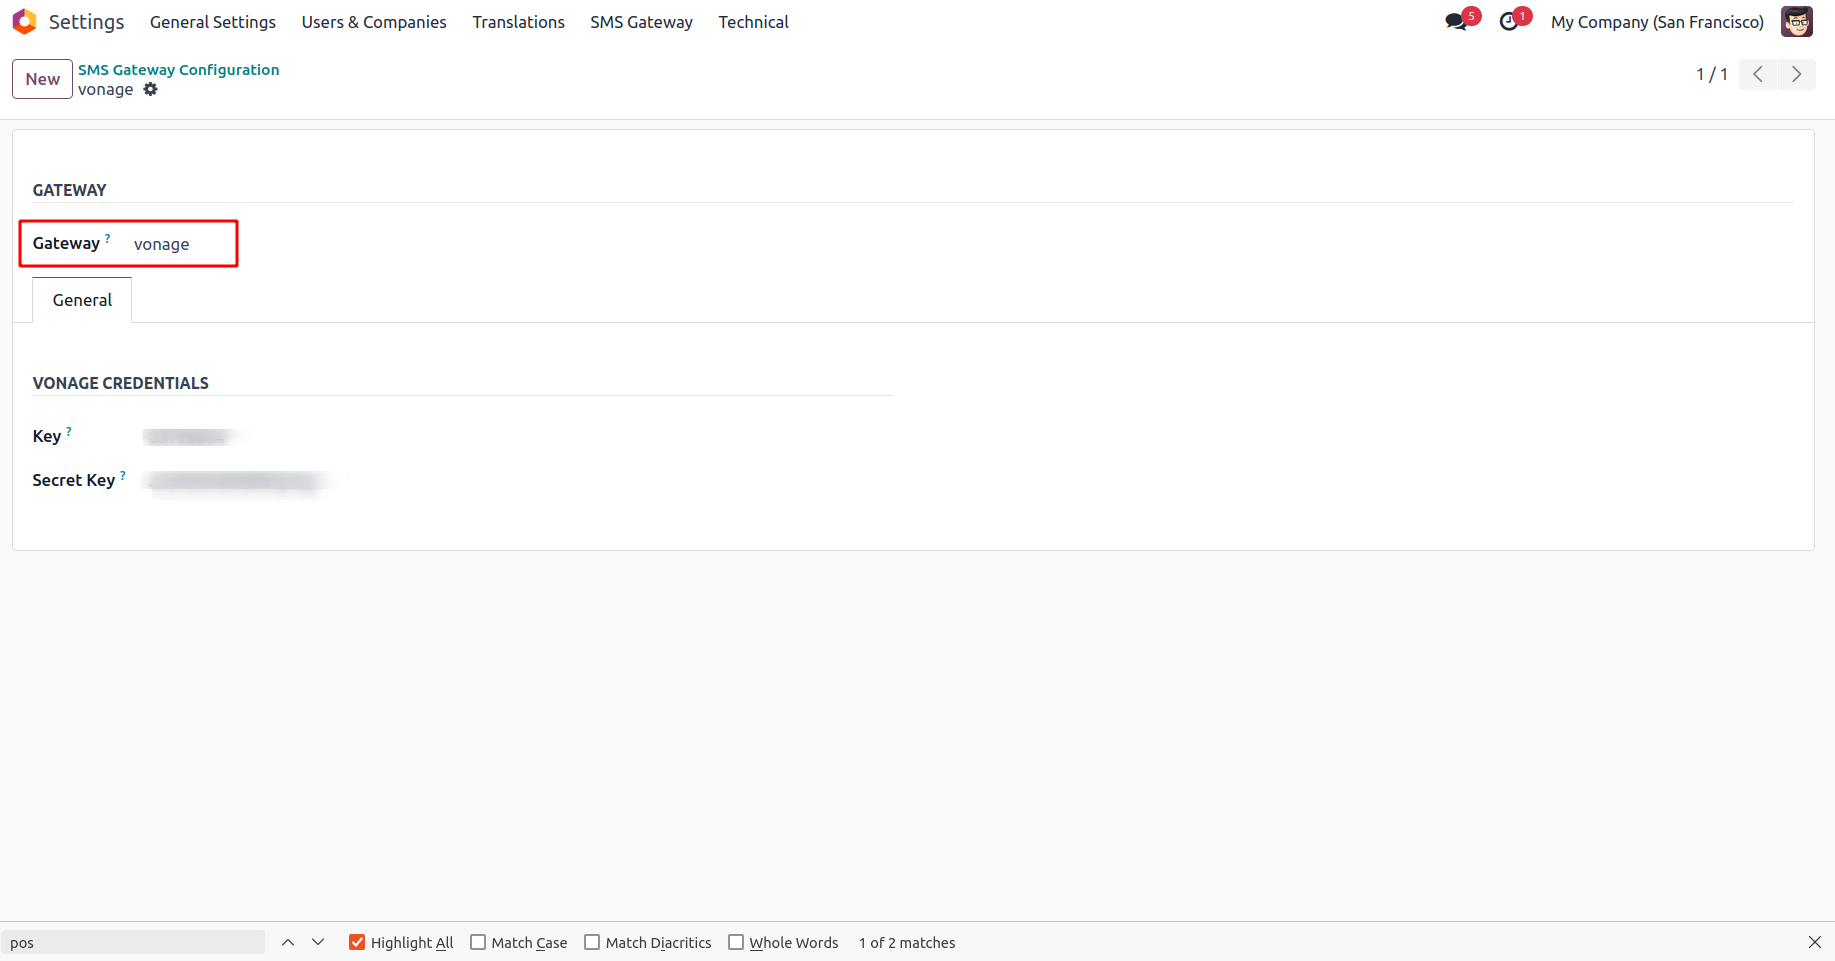 Settings General Settings Users & Companies Translations SMS Gateway Technical 5 1 My Company (San Francisco)
New SMS Gateway Configuration
vonage 1 / 1
GATEWAY
Gateway ? vonage
General
VONAGE CREDENTIALS
Key ?
Secret Key ?
pos Highlight All Match Case Match Diacritics Whole Words 1 of 2 matches